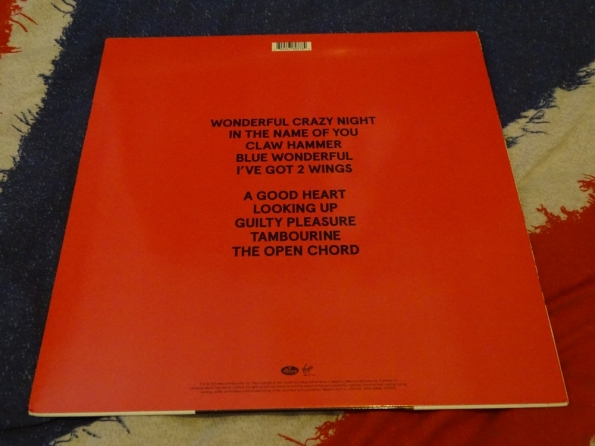 WONDERFUL CRAZY NIGHT
IN THE NAME OF YOU
CLAW HAMMER
BLUE WONDERFUL
I'VE GOT 2 WINGS
A GOOD HEART
LOOKING UP
GUILTY PLEASURE
TAMBOURINE
THE OPEN CHORD